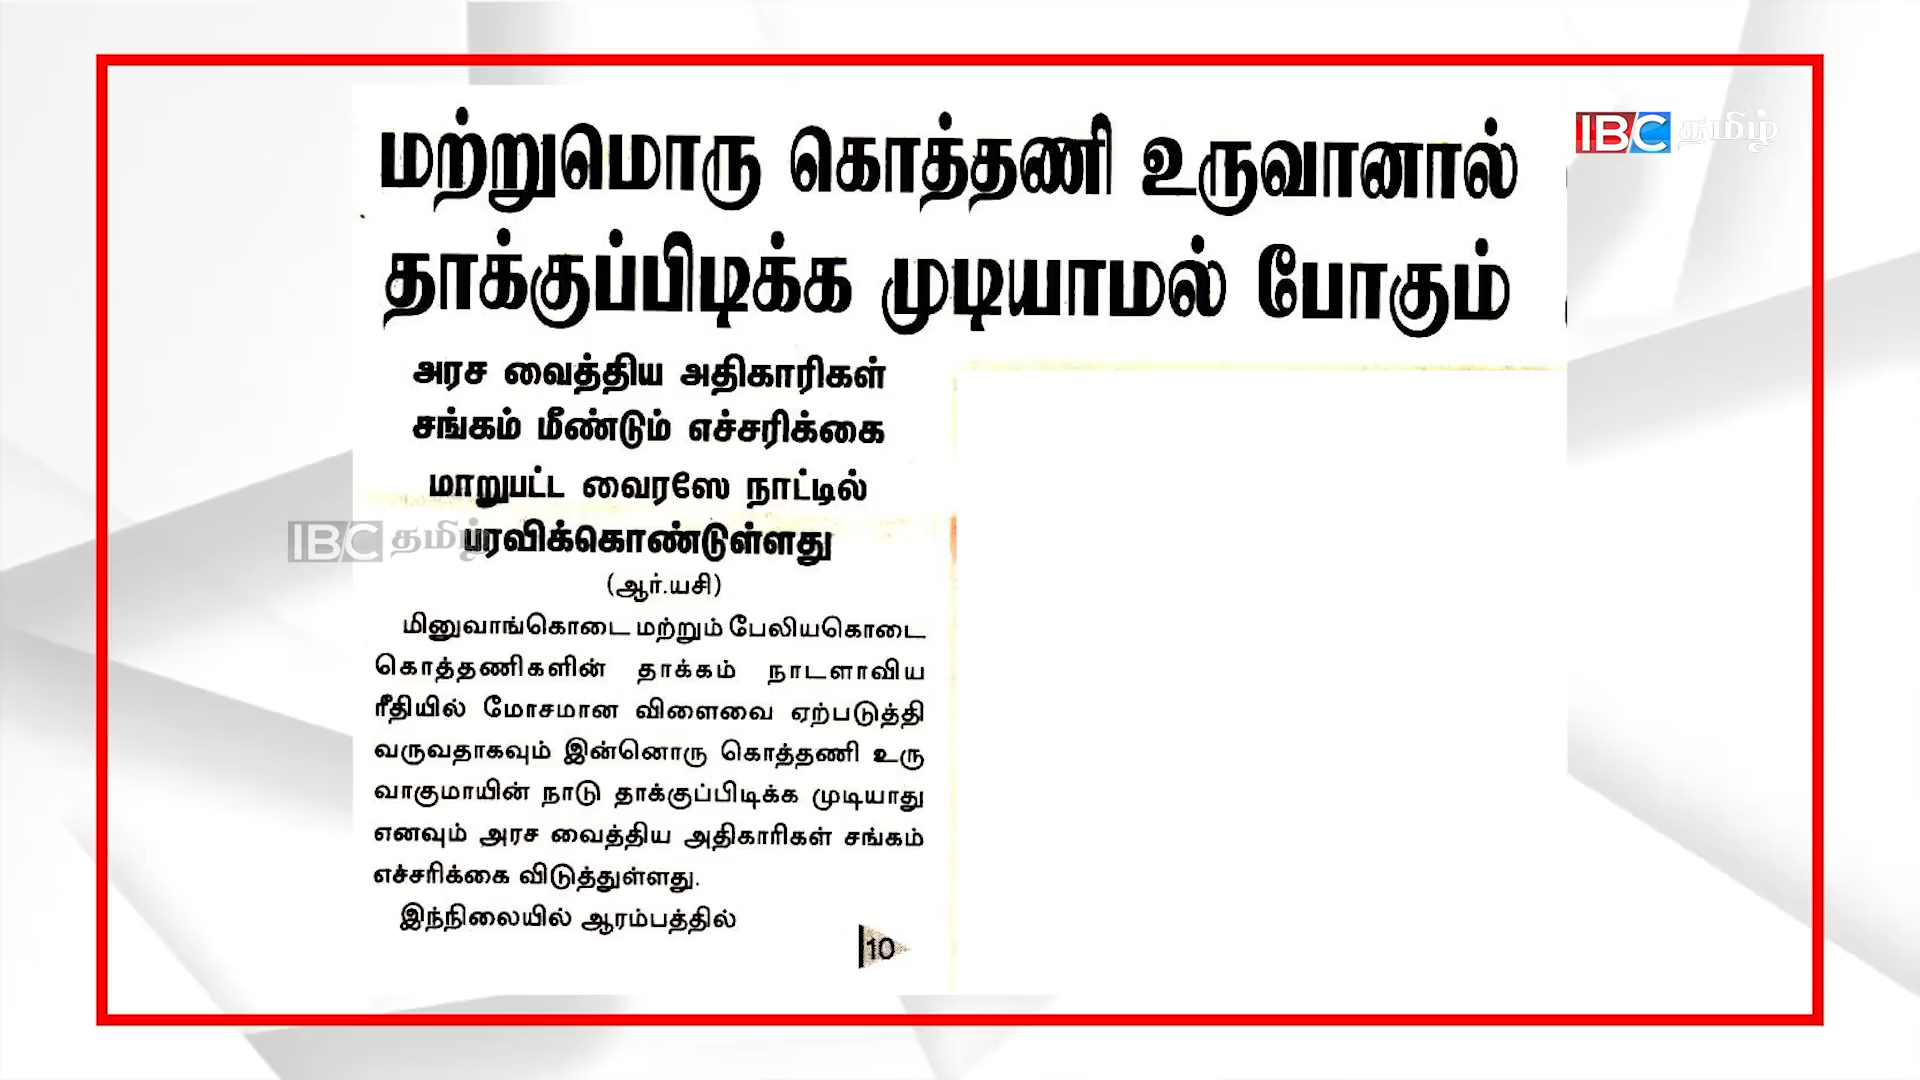 மற்றுமொரு கொத்தணி உருவானால்
தாக்குப்பிடிக்க முடியாமல் போகும்
IBC தமிழ்
அரச வைத்திய அதிகாரிகள்
சங்கம் மீண்டும் எச்சரிக்கை
மாறுபட்ட வைரஸே நாட்டில்
பரவிக்கொண்டுள்ளது
IBC தமிழ்
(ஆர்.யசி)
மினுவாங்கொடை மற்றும் பேலியகொடை
கொத்தணிகளின் தாக்கம் நாடளாவிய
ரீதியில் மோசமான விளைவை ஏற்படுத்தி
வருவதாகவும் இன்னொரு கொத்தணி உரு
வாகுமாயின் நாடு தாக்குப்பிடிக்க முடியாது
எனவும் அரச வைத்திய அதிகாரிகள் சங்கம்
எச்சரிக்கை விடுத்துள்ளது.
இந்நிலையில் ஆரம்பத்தில்
10